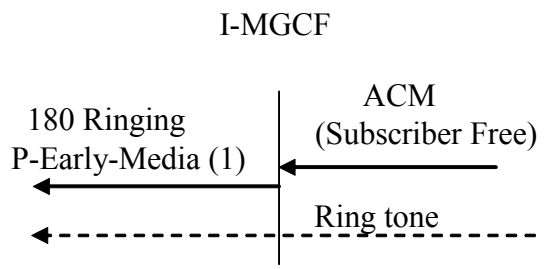 I-MGCF
ACM
(Subscriber Free)
180 Ringing
P-Early-Media (1)
Ring tone